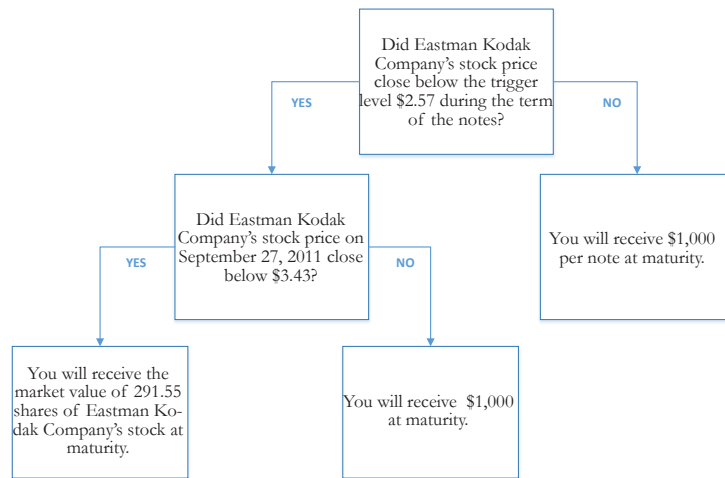 Did Eastman Kodak
Company’s stock price
close below the trigger
level $2.57 during the term
of the notes?
YES
NO
Did Eastman Kodak
Company’s stock price on
September 27, 2011 close
below $3.43?
You will receive $1,000
per note at maturity.
YES
NO
You will receive the
market value of 291.55
shares of Eastman Ko-
dak Company’s stock at
maturity.
You will receive $1,000
at maturity.